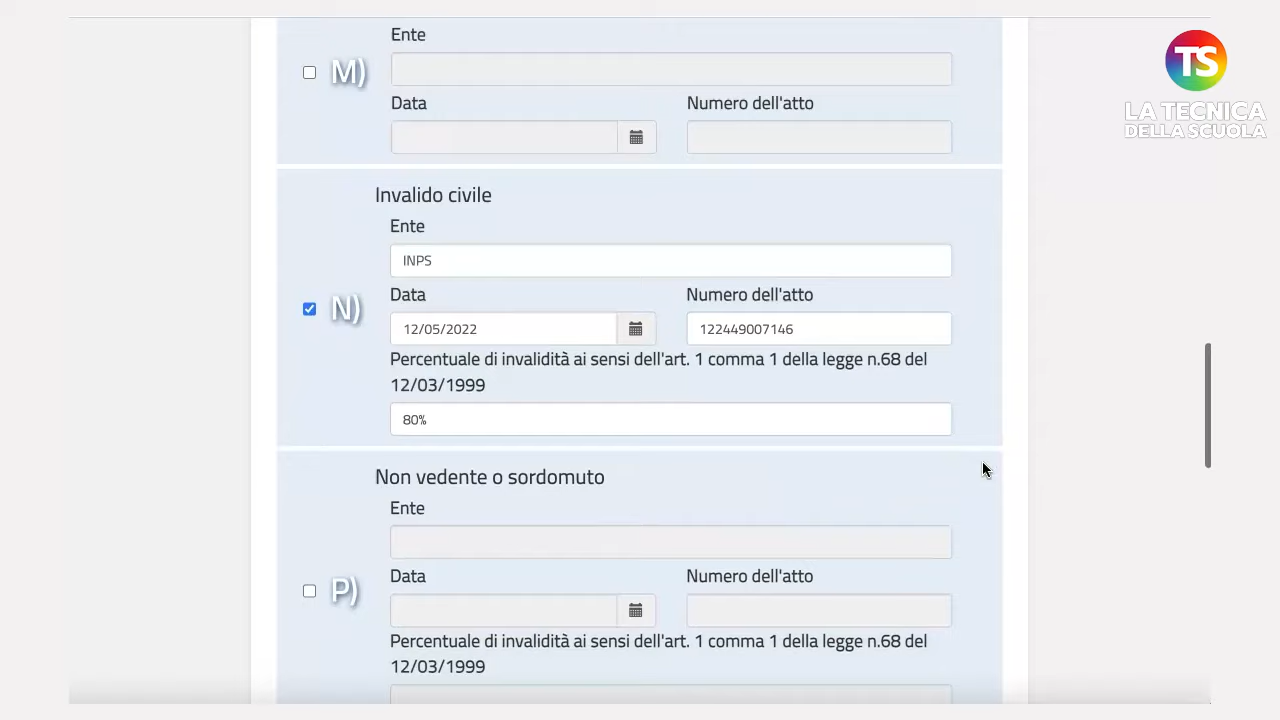 Ente
M)
Data Numero dell'atto
Invalido civile
Ente
INPS
N)
Data Numero dell'atto
12/05/2022 122449007146
Percentuale di invalidità ai sensi dell'art. 1 comma 1 della legge n.68 del
12/03/1999
80%
Non vedente o sordomuto
Ente
P)
Data Numero dell'atto
Percentuale di invalidità ai sensi dell'art. 1 comma 1 della legge n.68 del
12/03/1999
TS
LA TECNICA
DELLA SCUOLA